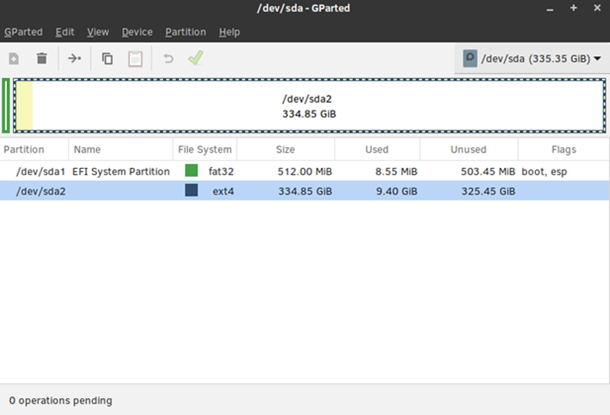 /dev/sda - GParted
GParted Edit View Device Partition Help
/dev/sda (335.35 GiB)
/dev/sda2
334.85 GiB
Partition Name File System Size Used Unused Flags
/dev/sda1 EFI System Partition fat32 512.00 MiB 8.55 MiB 503.45 MiB boot, esp
/dev/sda2 ext4 334.85 GiB 9.40 GiB 325.45 GiB
0 operations pending